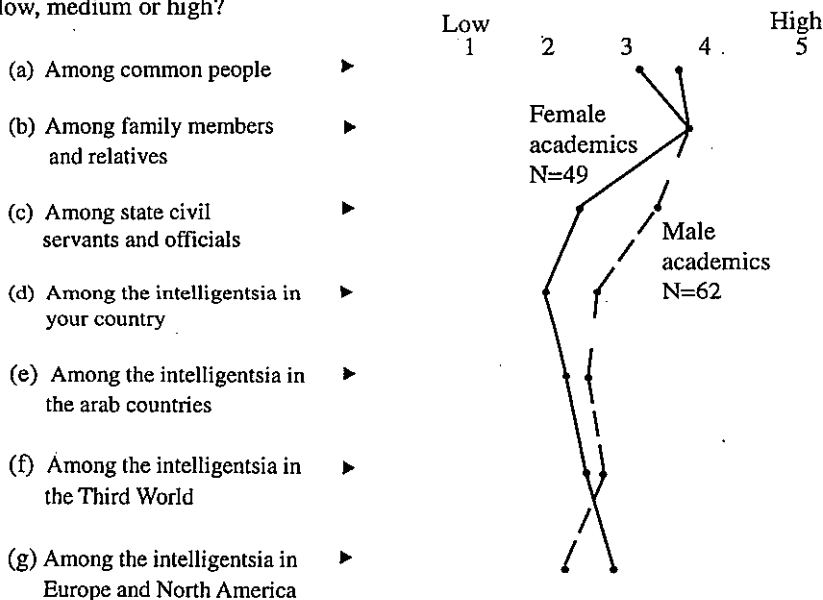 low, medium or high?
Low High
1 2 3 4 5
(a) Among common people ►
(b) Among family members ►
and relatives
Female
academics
N=49
(c) Among state civil ►
servants and officials
Male
academics
N=62
(d) Among the intelligentsia in ►
your country
(e) Among the intelligentsia in ►
the arab countries
(f) Among the intelligentsia in ►
the Third World
(g) Among the intelligentsia in ►
Europe and North America